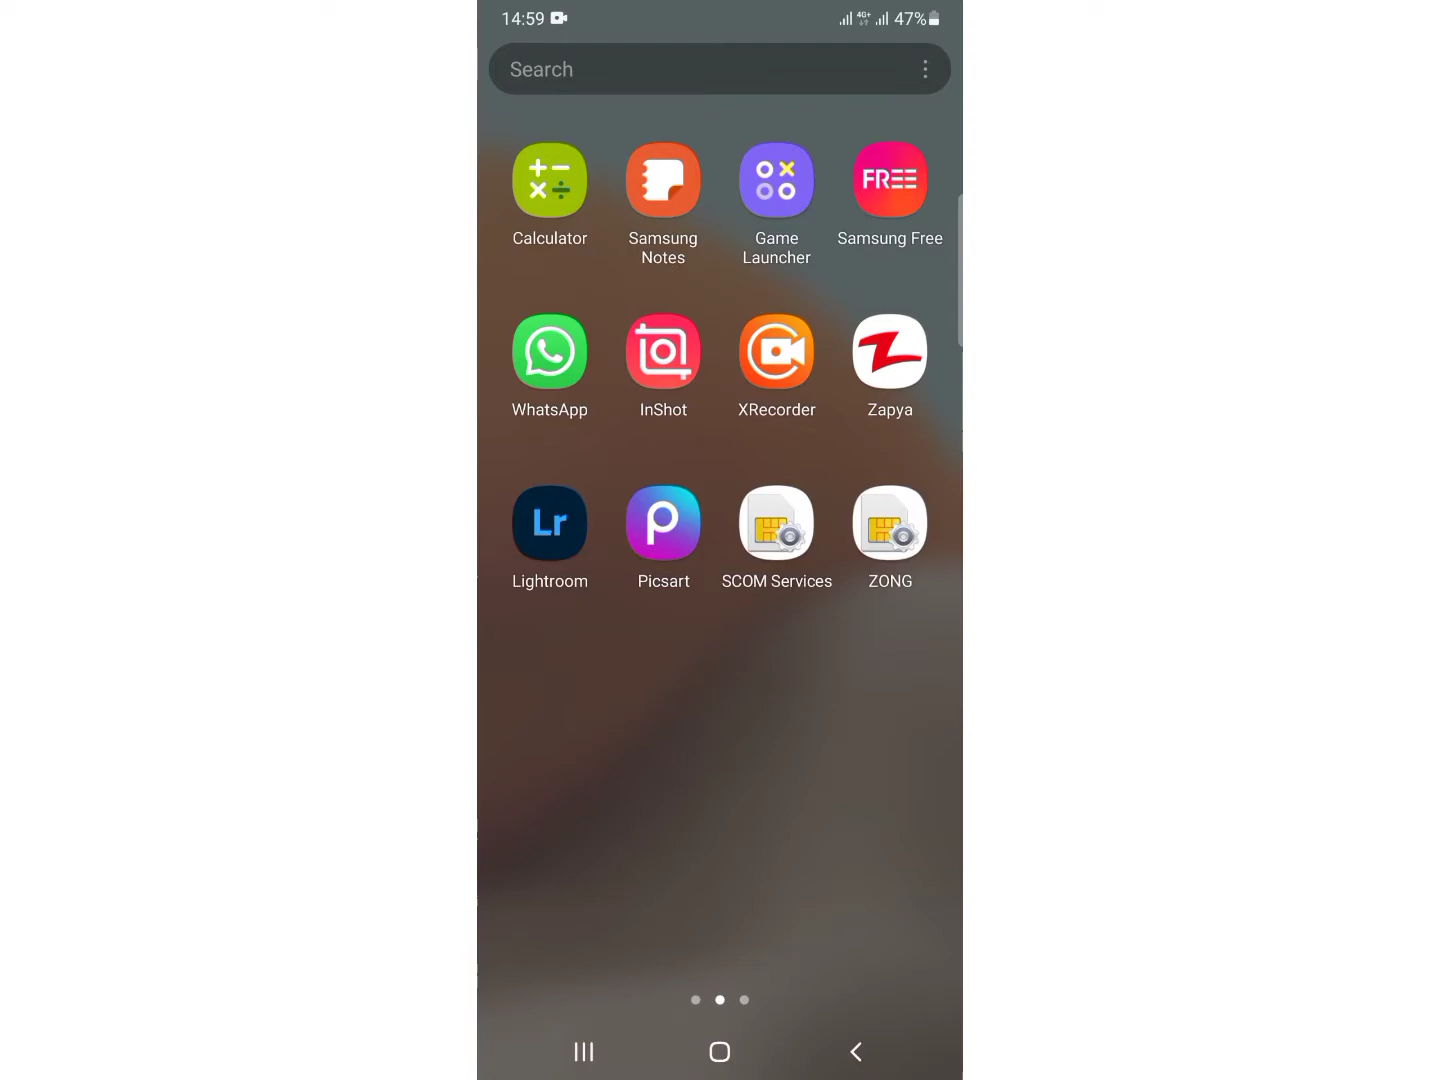 14:59 4G+ 47%
Search
FREE
Calculator Samsung Notes Game Launcher Samsung Free
WhatsApp InShot XRecorder Zapya
Lr
Lightroom Picsart SCOM Services ZONG